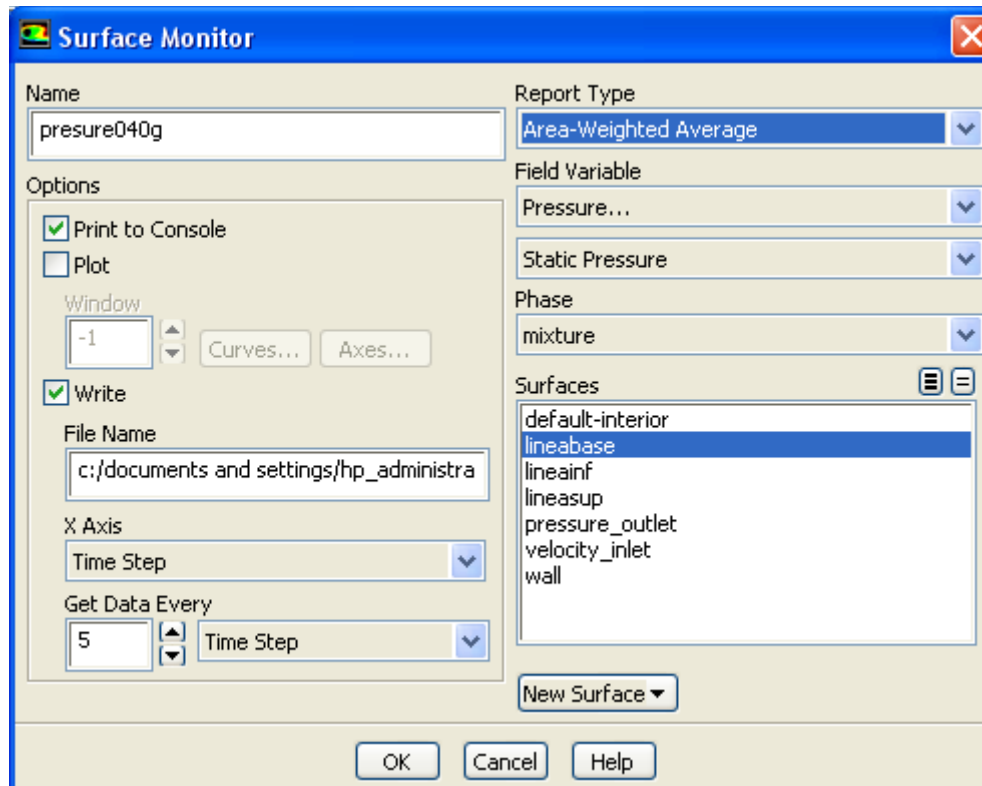 Surface Monitor
Name
presure040g
Options
Print to Console
Plot
Window
-1
Curves...
Axes...
Write
File Name
c:/documents and settings/hp_administra
X Axis
Time Step
Get Data Every
5
Time Step
Report Type
Area-Weighted Average
Field Variable
Pressure...
Static Pressure
Phase
mixture
Surfaces
default-interior
lineabase
lineainf
lineasup
pressure_outlet
velocity_inlet
wall
New Surface
OK
Cancel
Help